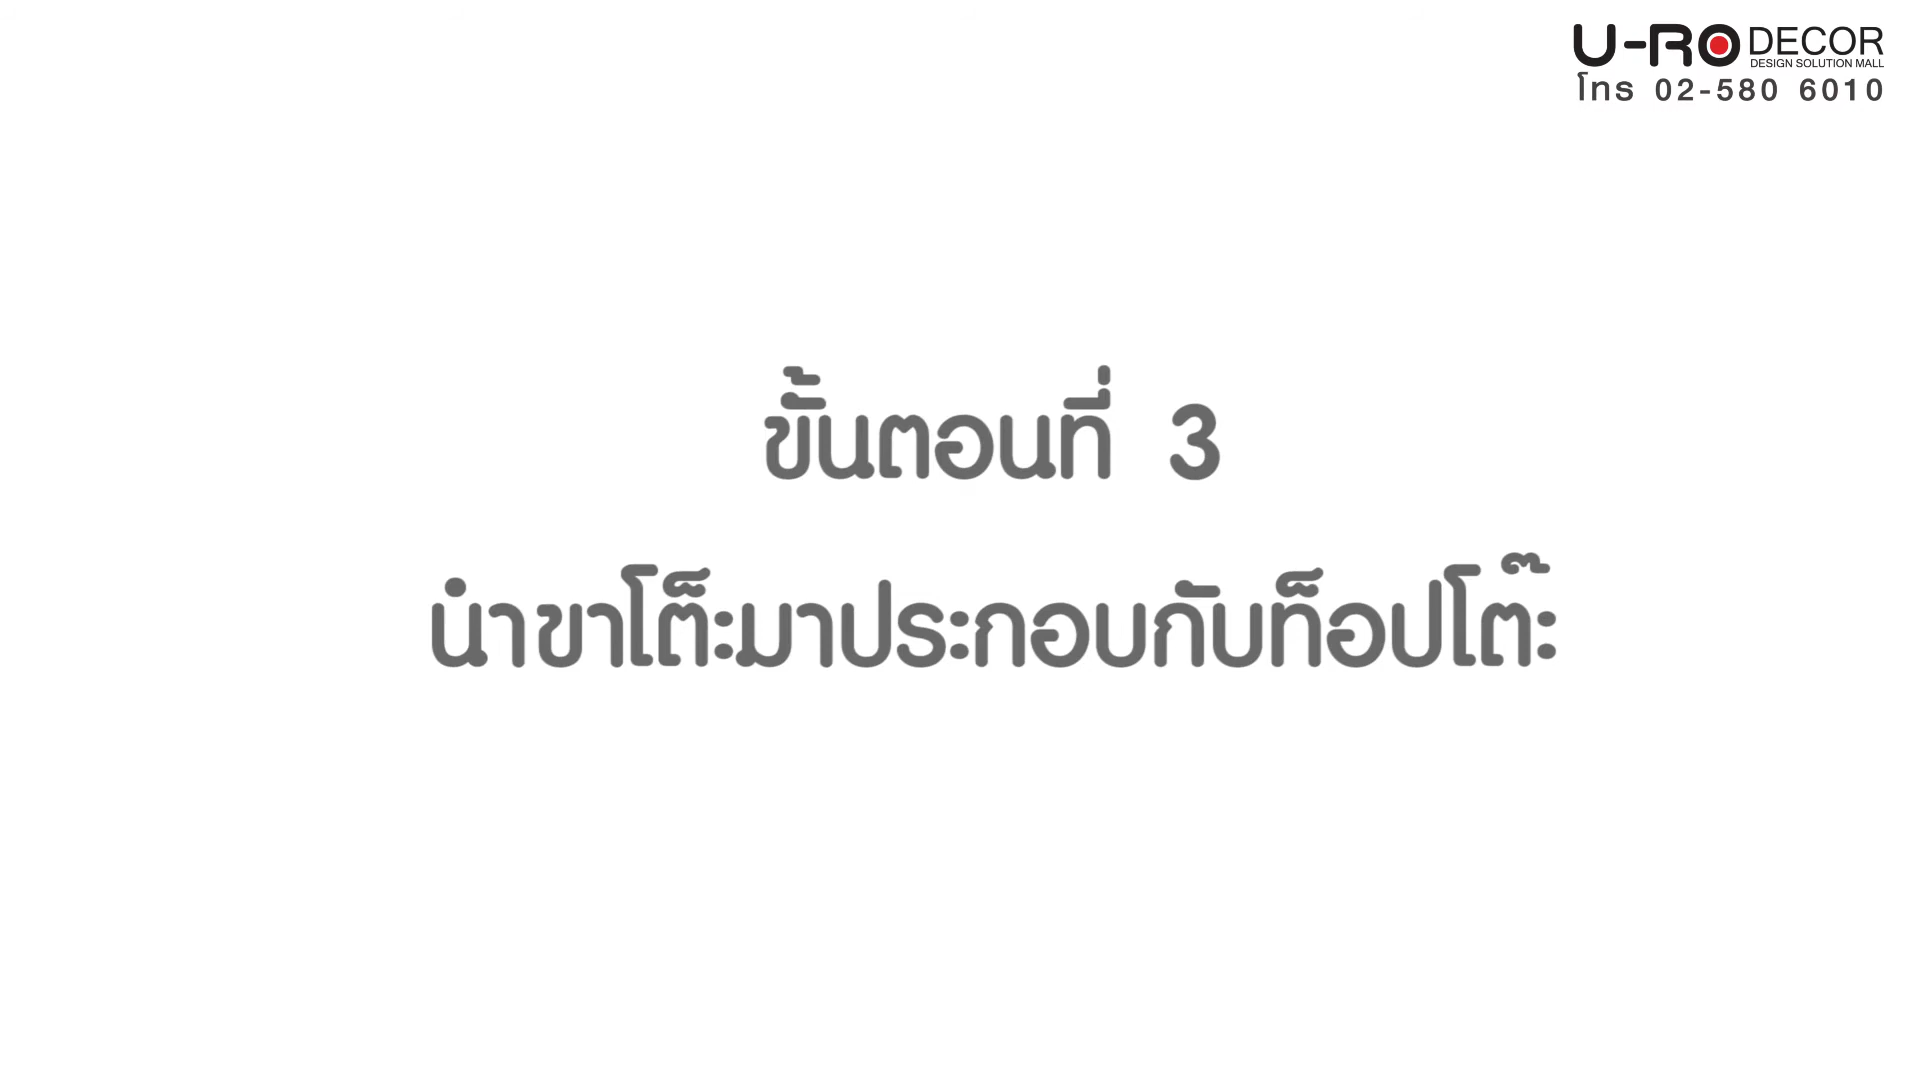 U-RO DECOR
DESIGN SOLUTION MALL
โทร 02-580 6010
ขั้นตอนที่ 3
นำขาโต็ะมาประกอบกับท็อปโต๊ะ